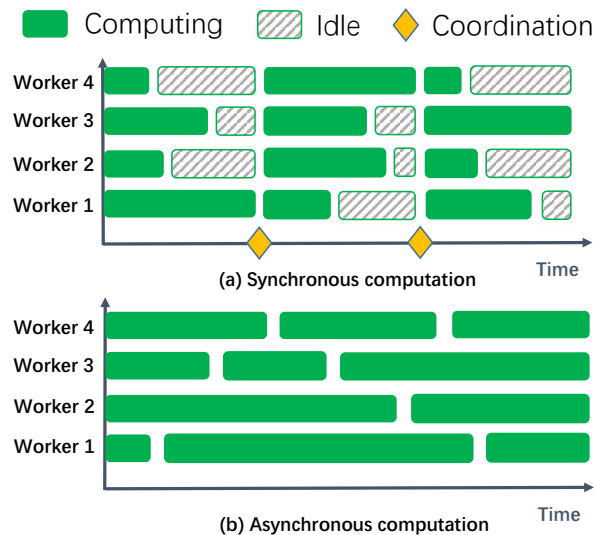 Computing Idle Coordination
Worker 4
Worker 3
Worker 2
Worker 1
Time
(a) Synchronous computation
Worker 4
Worker 3
Worker 2
Worker 1
Time
(b) Asynchronous computation